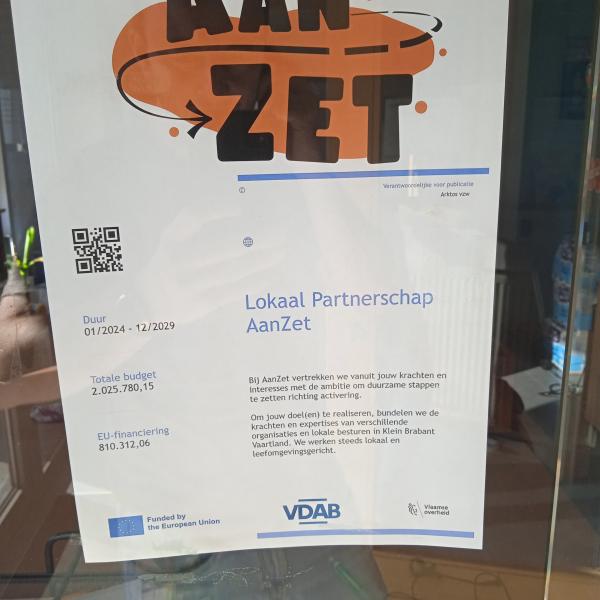 AAN
ZET
Verantwoordelijke voor publicatie
©
Arktos vzw
Lokaal Partnerschap
AanZet
Duur
01/2024 - 12/2029
Totale budget
2.025.780,15
EU-financiering
810.312,06
Bij AanZet vertrekken we vanuit jouw krachten en
interesses met de ambitie om duurzame stappen
te zetten richting activering.
Om jouw doel(en) te realiseren, bundelen we de
krachten en expertises van verschillende
organisaties en lokale besturen in Klein Brabant
Vaartland. We werken steeds lokaal en
leefomgevingsgericht.
Funded by
the European Union
VDAB
Vlaamse
overheid